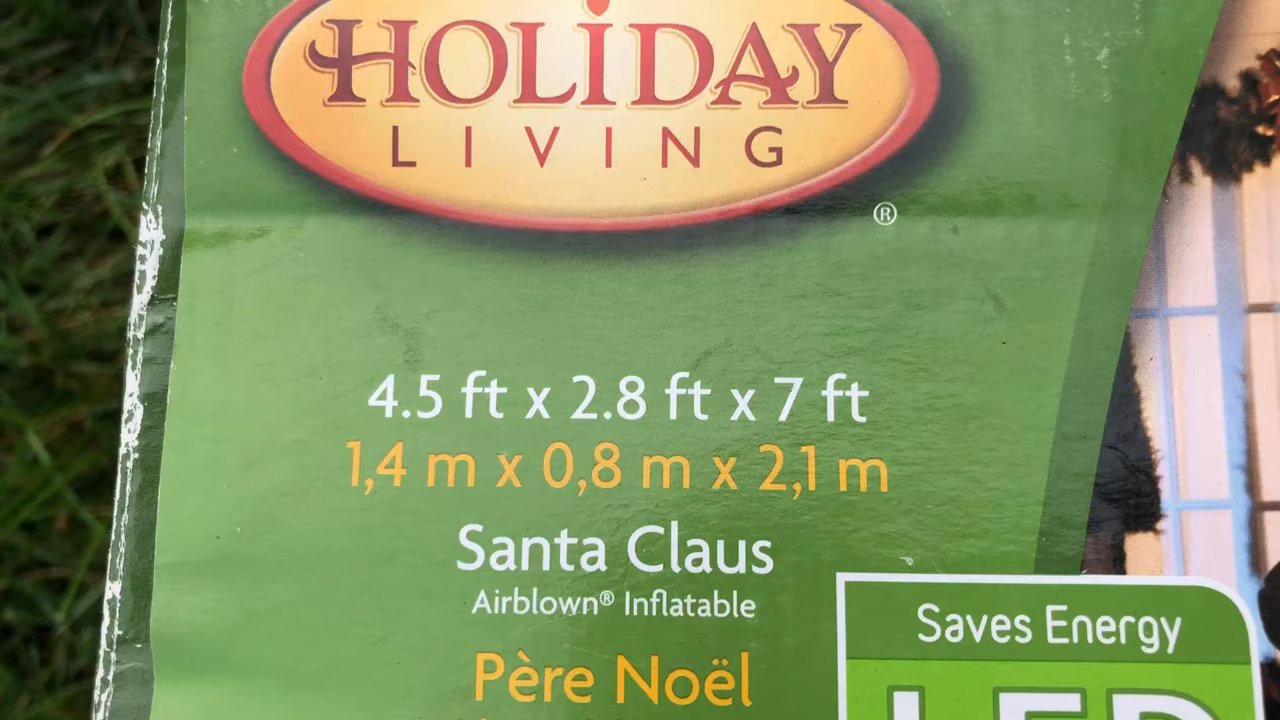 HOLiDAY
LIVING
®
4.5 ft x 2.8 ft x 7 ft
1,4 m x 0,8 m x 2,1 m
Santa Claus
Airblown® Inflatable
Père Noël
Saves Energy
LED